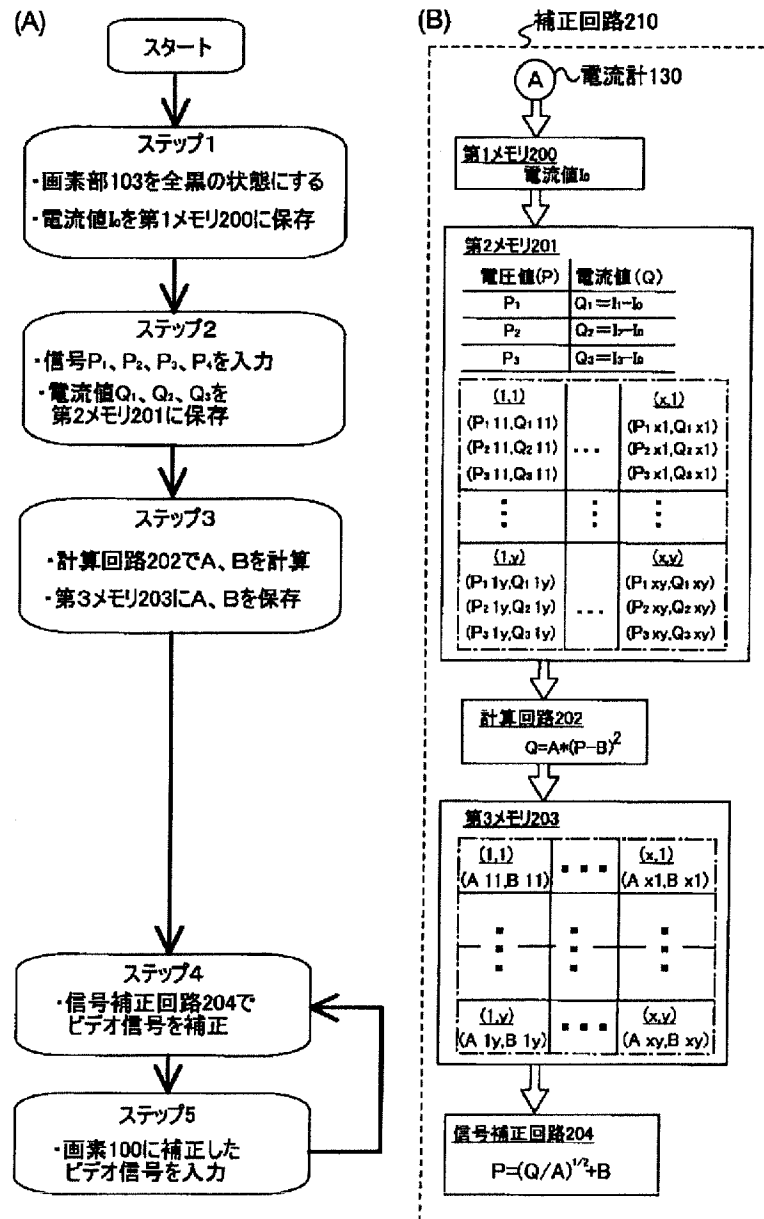 (A)
スタート
ステップ1
・画素部103を全黒の状態にする
・電流値I₀を第1メモリ200に保存
ステップ2
・信号P₁、P₂、P₃、P₄を入力
・電流値Q₁、Q₂、Q₃を
第2メモリ201に保存
ステップ3
・計算回路202でA、Bを計算
・第3メモリ203にA、Bを保存
ステップ4
・信号補正回路204で
ビデオ信号を補正
ステップ5
・画素100に補正した
ビデオ信号を入力
(B)
補正回路210
A
電流計130
第1メモリ200
電流値I₀
第2メモリ201
電圧値(P) 電流値(Q)
P₁ Q₁=I₁-I₀
P₂ Q₂=I₂-I₀
P₃ Q₃=I₃-I₀
(1,1) (x,1)
(P₁ 11,Q₁ 11) (P₁ x1,Q₁ x1)
(P₂ 11,Q₂ 11) ... (P₂ x1,Q₂ x1)
(P₃ 11,Q₃ 11) (P₃ x1,Q₃ x1)
(1,y) (x,y)
(P₁ 1y,Q₁ 1y) (P₁ xy,Q₁ xy)
(P₂ 1y,Q₂ 1y) ... (P₂ xy,Q₂ xy)
(P₃ 1y,Q₃ 1y) (P₃ xy,Q₃ xy)
計算回路202
Q=A*(P-B)²
第3メモリ203
(1,1) ... (x,1)
(A 11,B 11) (A x1,B x1)
(1,y) ... (x,y)
(A 1y,B 1y) (A xy,B xy)
信号補正回路204
P=(Q/A)^1/2+B